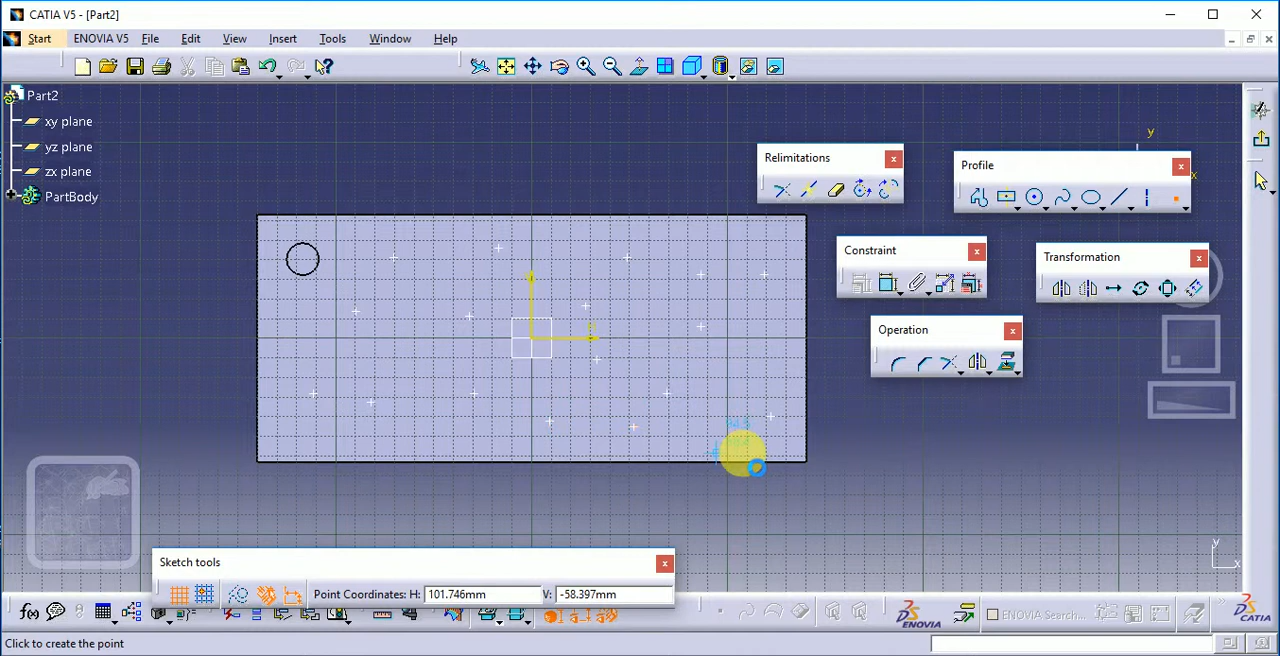 CATIA V5 - [Part2]
Start ENOVIA V5 File Edit View Insert Tools Window Help
Part2
xy plane
yz plane
zx plane
PartBody
y
x
Relimitations
Profile
Constraint
Transformation
Operation
Sketch tools
Point Coordinates: H: 101.746mm V: -58.397mm
y
x
f(x)
ENOVIA
ENOVIA Search...
CATIA
Click to create the point